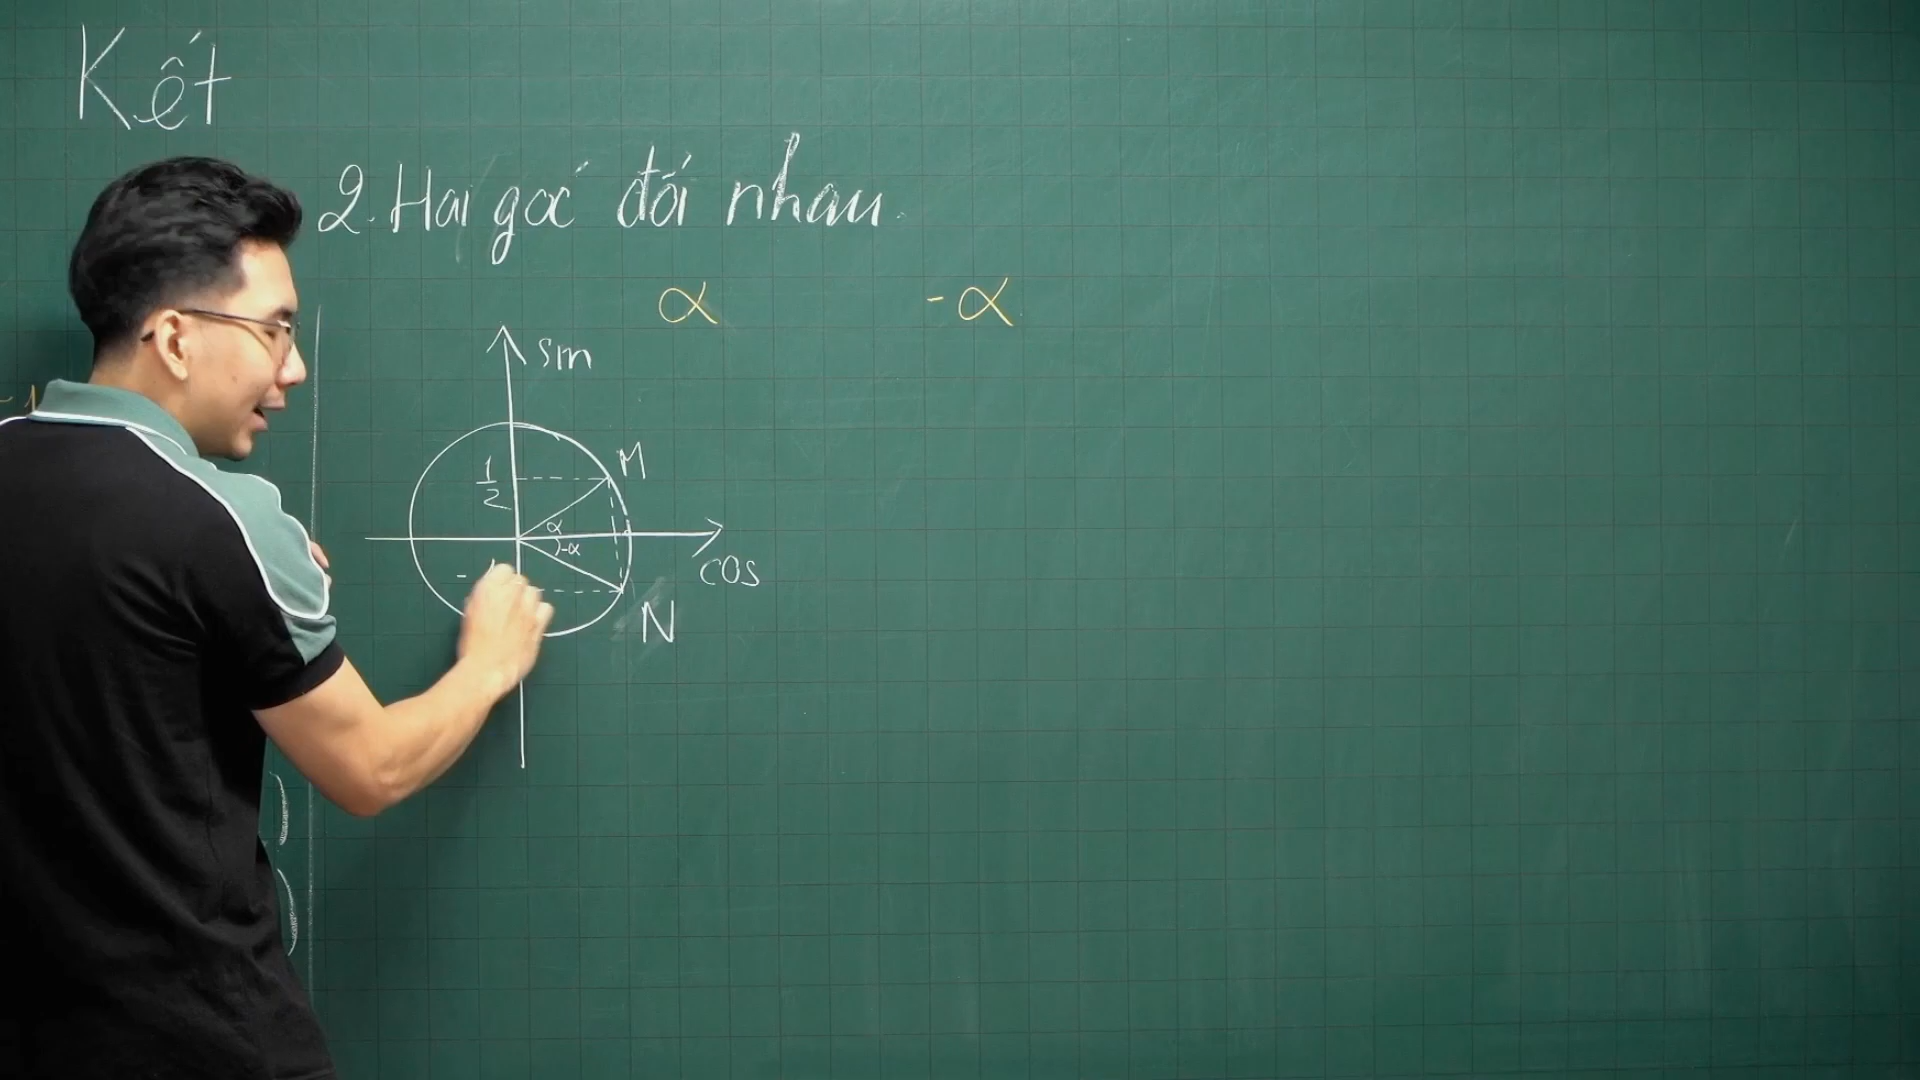 Kết
2. Hai góc đối nhau.
α -α
sin
M
1/2
α
-α
cos
N